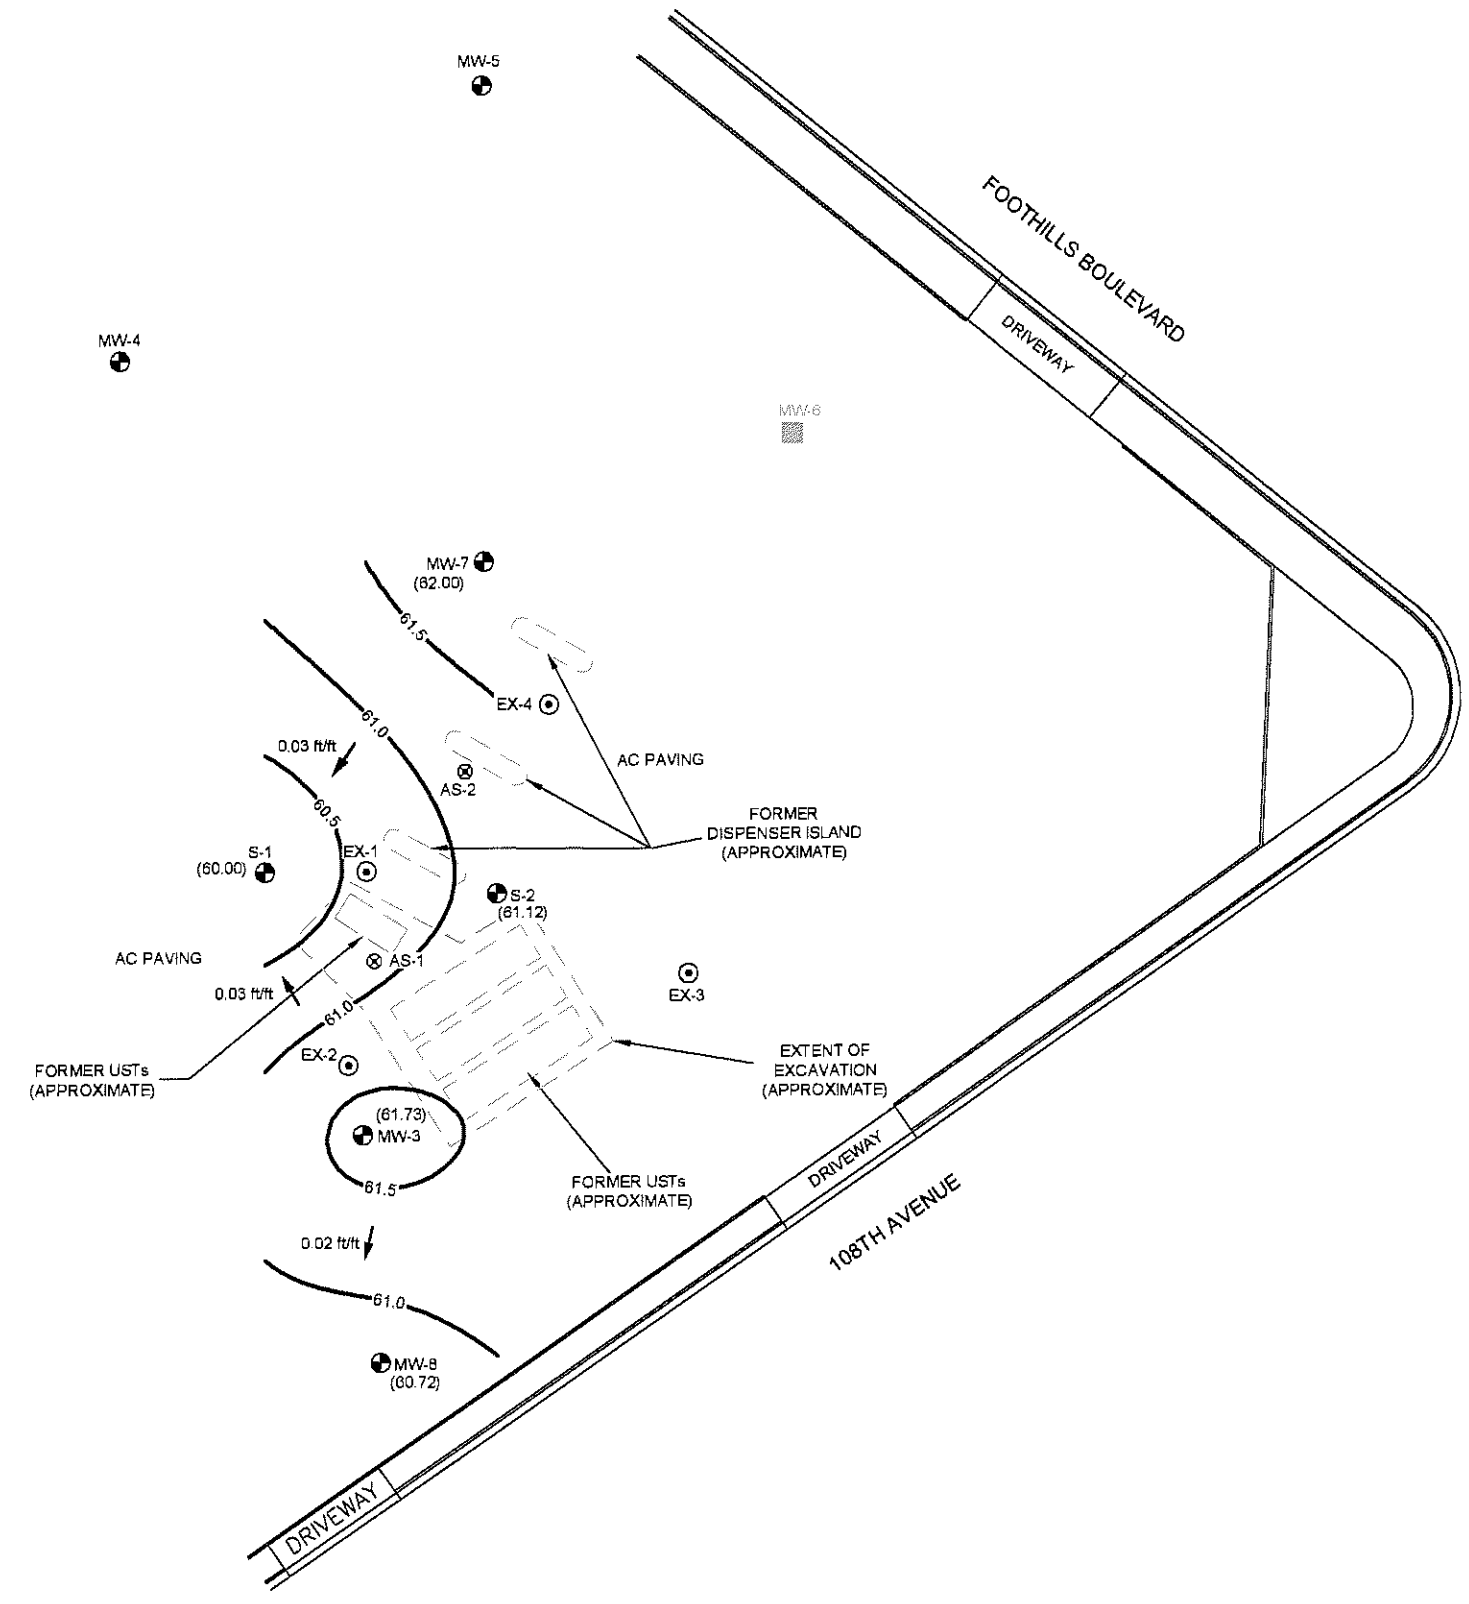 MW-5
FOOTHILLS BOULEVARD
DRIVEWAY
MW-4
MW-6
MW-7
(62.00)
61.5
EX-4
61.0
0.03 ft/ft
AC PAVING
AS-2
60.5
FORMER
DISPENSER ISLAND
(APPROXIMATE)
S-1
(60.00)
EX-1
S-2
(61.12)
AC PAVING
AS-1
EX-3
0.03 ft/ft
61.0
EX-2
FORMER USTs
(APPROXIMATE)
EXTENT OF
EXCAVATION
(APPROXIMATE)
(61.73)
MW-3
61.5
FORMER USTs
(APPROXIMATE)
DRIVEWAY
108TH AVENUE
0.02 ft/ft
61.0
MW-8
(60.72)
DRIVEWAY